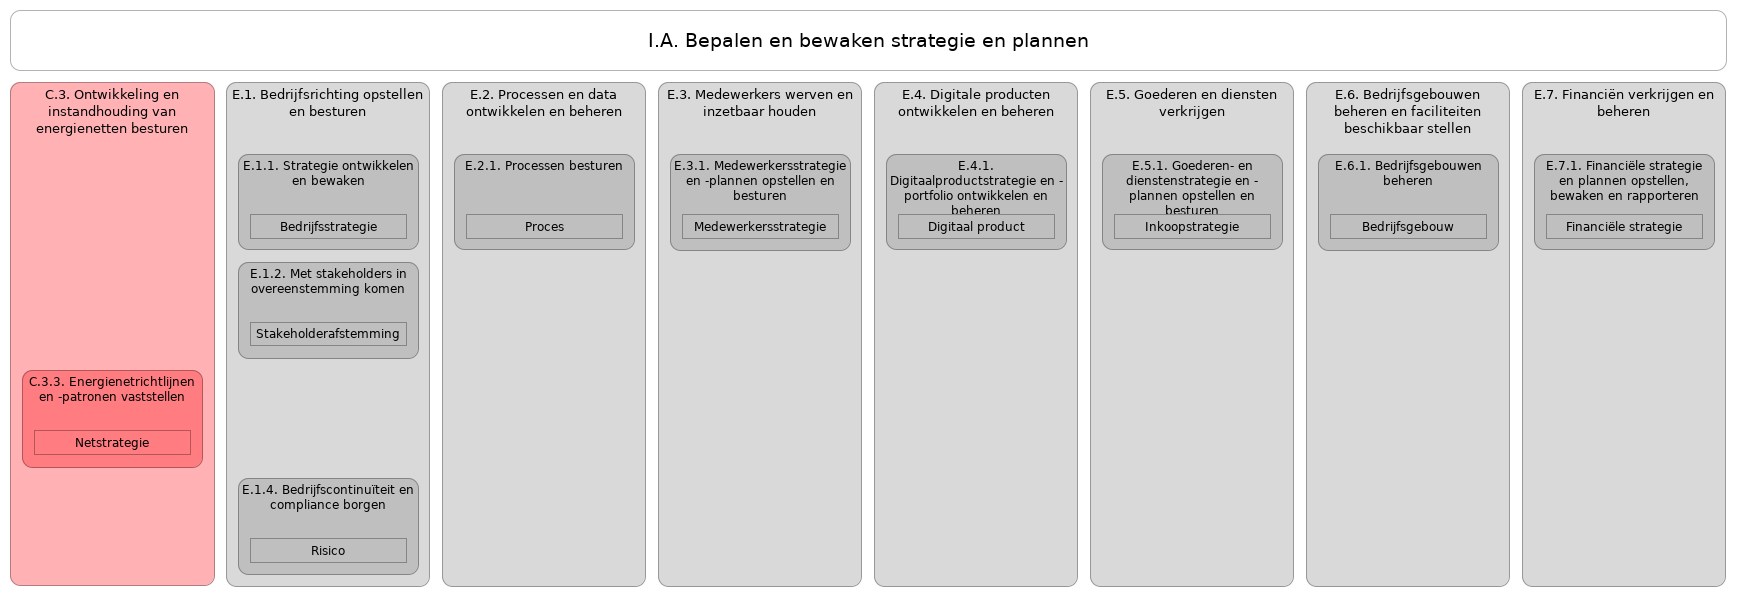 I.A. Bepalen en bewaken strategie en plannen
C.3. Ontwikkeling en
instandhouding van
energienetten besturen
C.3.3. Energienetrichtlijnen
en -patronen vaststellen
Netstrategie
E.1. Bedrijfsrichting opstellen
en besturen
E.1.1. Strategie ontwikkelen
en bewaken
Bedrijfsstrategie
E.1.2. Met stakeholders in
overeenstemming komen
Stakeholderafstemming
E.1.4. Bedrijfscontinuïteit en
compliance borgen
Risico
E.2. Processen en data
ontwikkelen en beheren
E.2.1. Processen besturen
Proces
E.3. Medewerkers werven en
inzetbaar houden
E.3.1. Medewerkersstrategie
en -plannen opstellen en
besturen
Medewerkersstrategie
E.4. Digitale producten
ontwikkelen en beheren
E.4.1.
Digitaalproductstrategie en -
portfolio ontwikkelen en
beheren
Digitaal product
E.5. Goederen en diensten
verkrijgen
E.5.1. Goederen- en
dienstenstrategie en -
plannen opstellen en
besturen
Inkoopstrategie
E.6. Bedrijfsgebouwen
beheren en faciliteiten
beschikbaar stellen
E.6.1. Bedrijfsgebouwen
beheren
Bedrijfsgebouw
E.7. Financiën verkrijgen en
beheren
E.7.1. Financiële strategie
en plannen opstellen,
bewaken en rapporteren
Financiële strategie